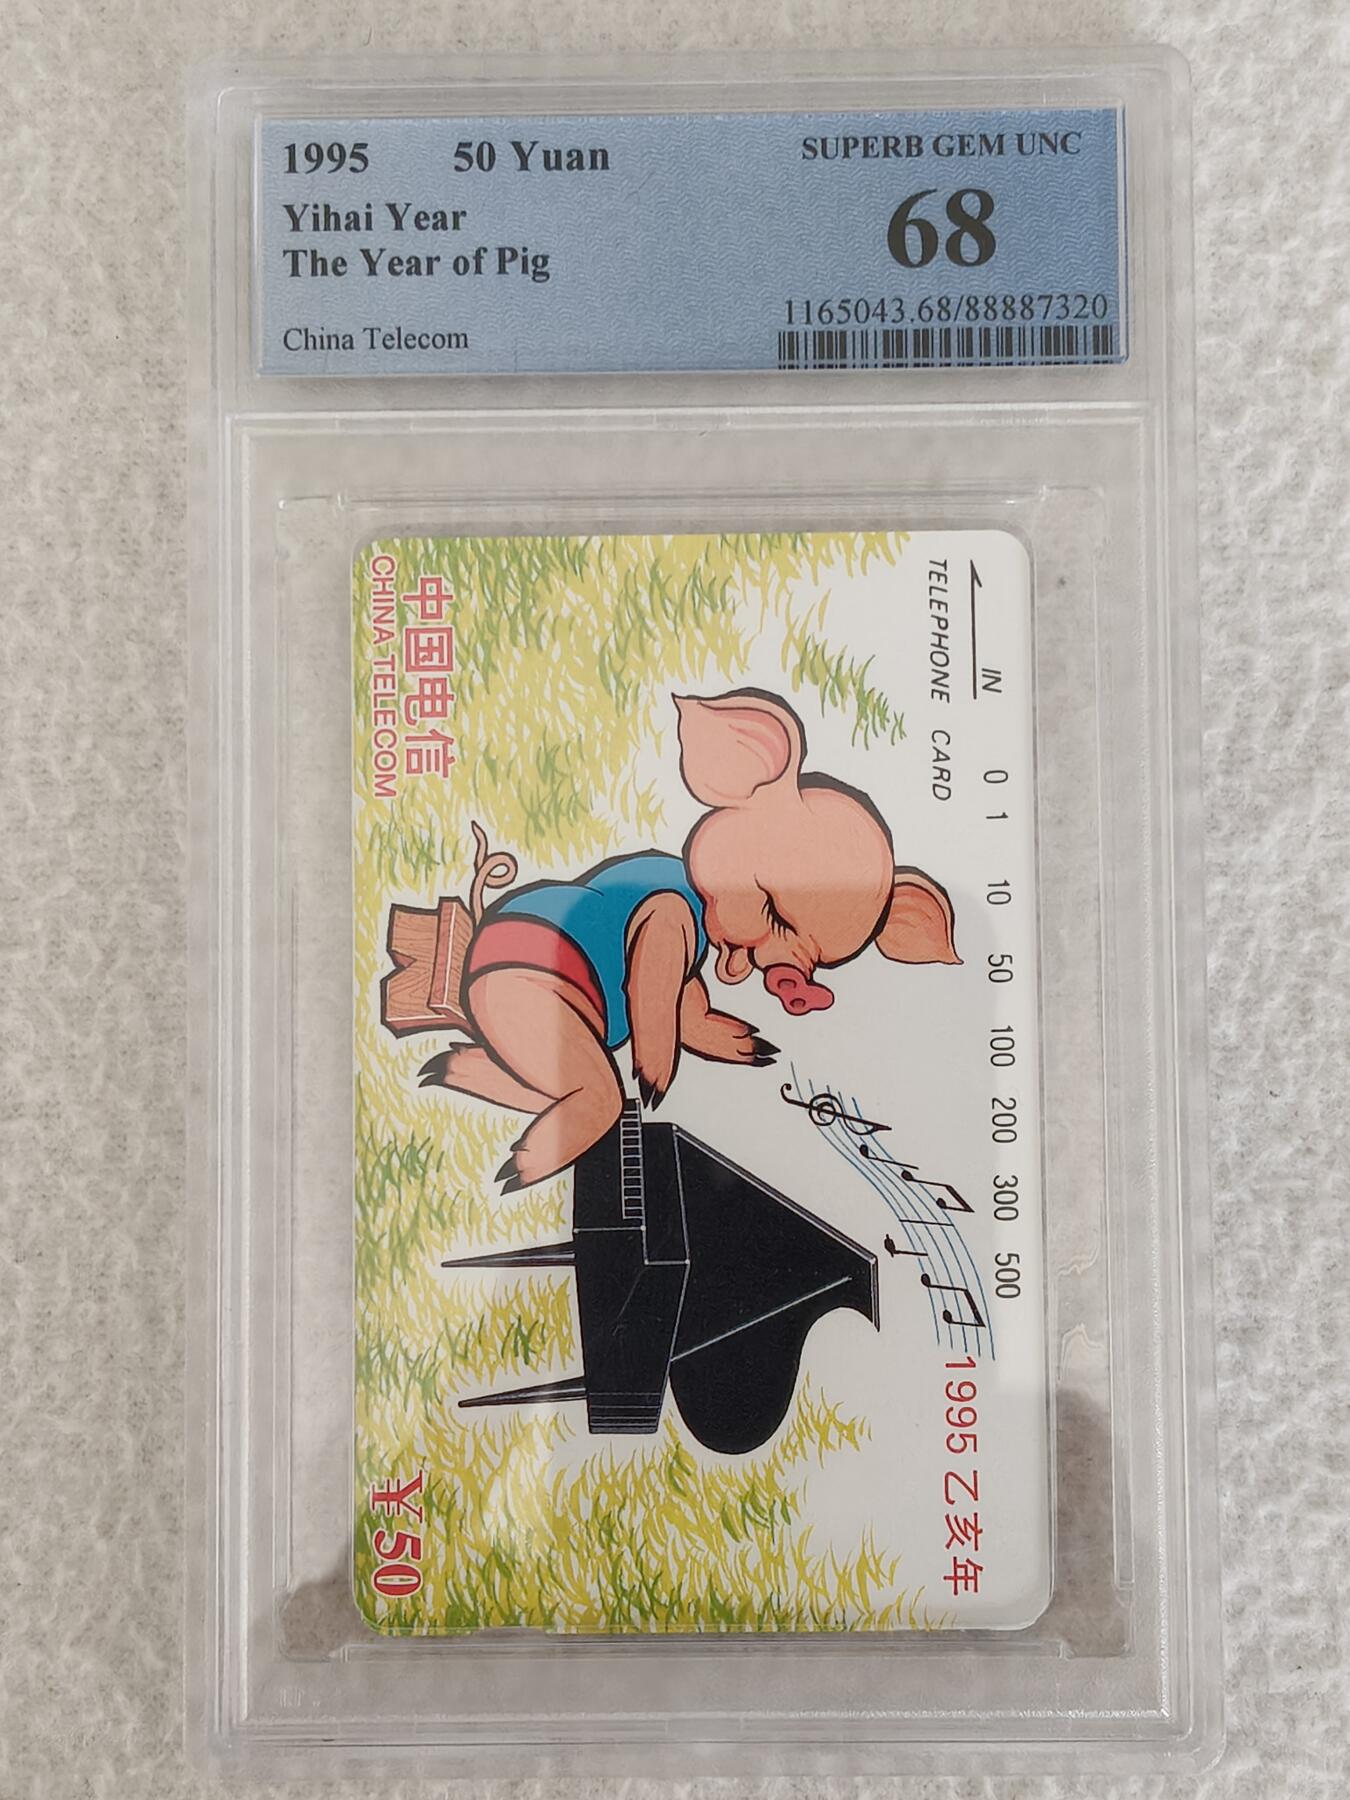 1995 50 Yuan
SUPERB GEM UNC
Yihai Year
68
The Year of Pig
1165043.68/88887320
China Telecom
IN 0 1 10 50 100 200 300 500
TELEPHONE CARD
1995 乙亥年
中国电信
CHINA TELECOM
¥50